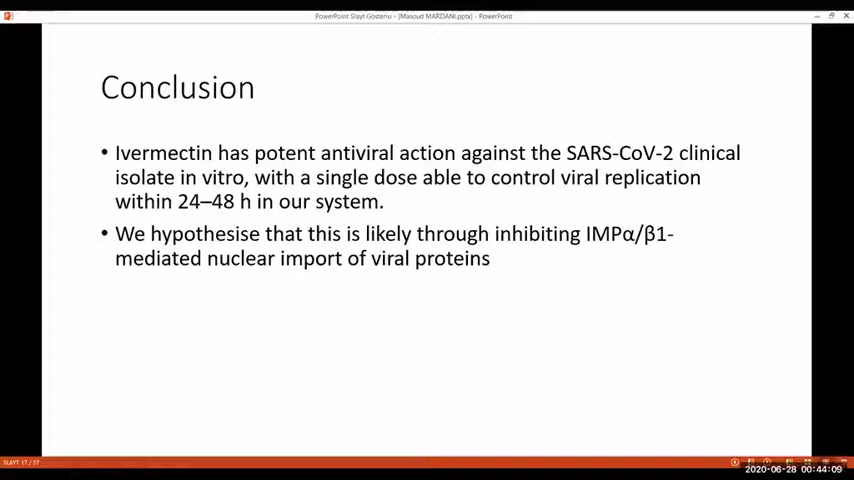 PowerPoint Slayt Gösterisi - [Masoud MARDANI.pptx] - PowerPoint
Conclusion
• Ivermectin has potent antiviral action against the SARS-CoV-2 clinical
isolate in vitro, with a single dose able to control viral replication
within 24–48 h in our system.
• We hypothesise that this is likely through inhibiting IMPα/β1-
mediated nuclear import of viral proteins
SLAYT 17 / 37
2020-06-28 00:44:09